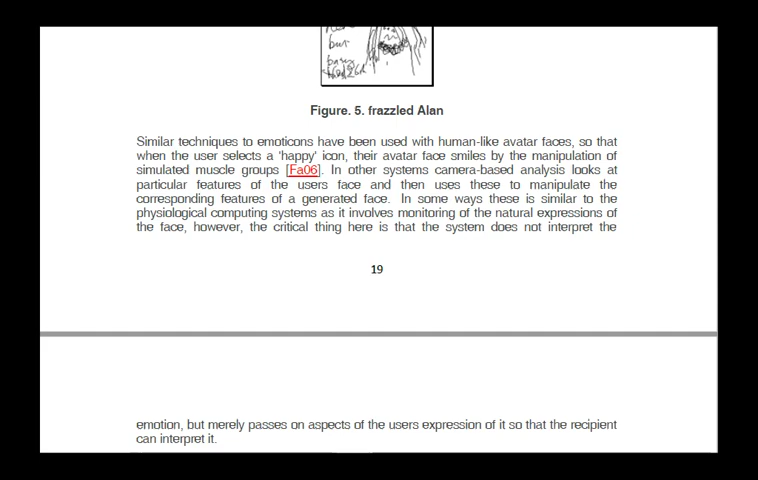 but
Figure. 5. frazzled Alan
Similar techniques to emoticons have been used with human-like avatar faces, so that
when the user selects a 'happy' icon, their avatar face smiles by the manipulation of
simulated muscle groups [Fa06]. In other systems camera-based analysis looks at
particular features of the users face and then uses these to manipulate the
corresponding features of a generated face. In some ways these is similar to the
physiological computing systems as it involves monitoring of the natural expressions of
the face, however, the critical thing here is that the system does not interpret the
19
emotion, but merely passes on aspects of the users expression of it so that the recipient
can interpret it.